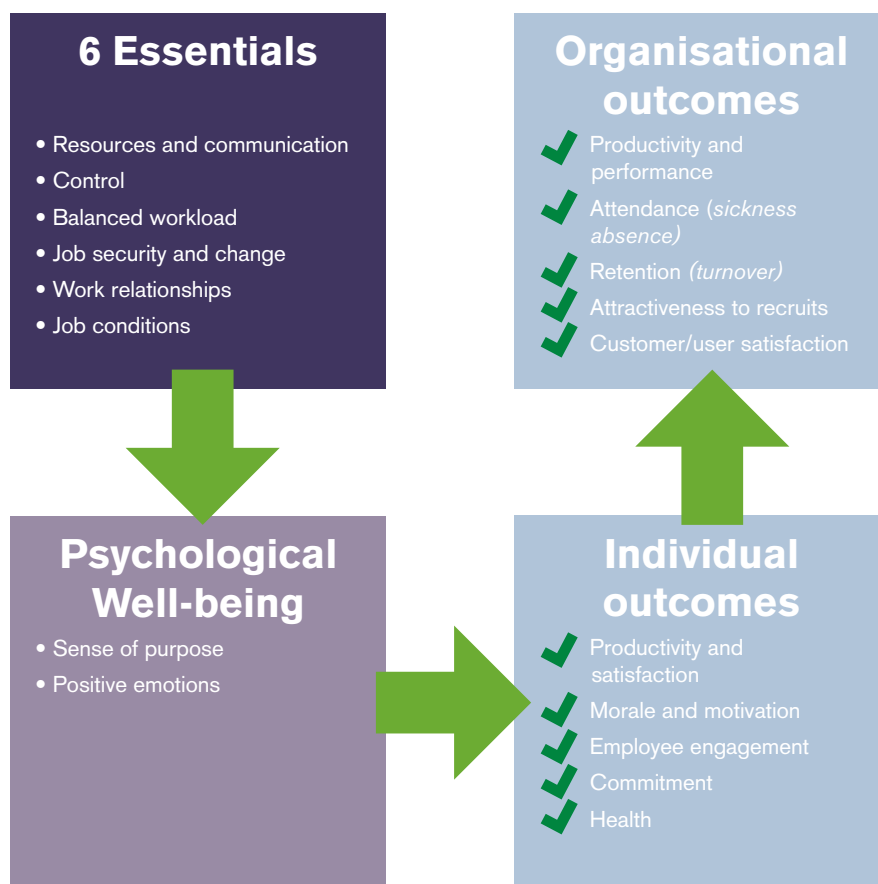 6 Essentials
• Resources and communication
• Control
• Balanced workload
• Job security and change
• Work relationships
• Job conditions
Organisational
outcomes
Productivity and
performance
Attendance (sickness
absence)
Retention (turnover)
Attractiveness to recruits
Customer/user satisfaction
Psychological
Well-being
• Sense of purpose
• Positive emotions
Individual
outcomes
Productivity and
satisfaction
Morale and motivation
Employee engagement
Commitment
Health